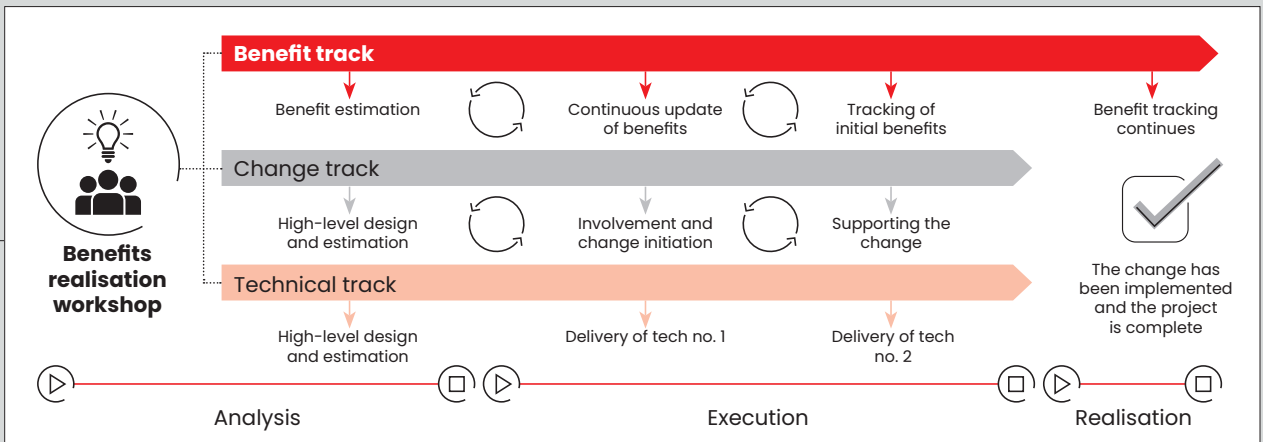 Benefit track
Benefit estimation
Continuous update
of benefits
Tracking of
initial benefits
Benefit tracking
continues
Change track
High-level design
and estimation
Involvement and
change initiation
Supporting the
change
Benefits
realisation
workshop
Technical track
The change has
been implemented
and the project
is complete
High-level design
and estimation
Delivery of tech no. 1
Delivery of tech
no. 2
Analysis
Execution
Realisation